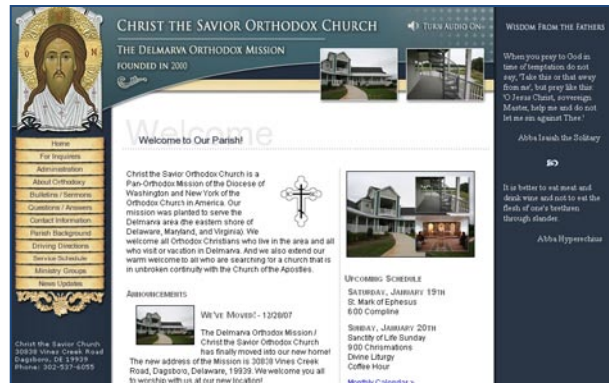 CHRIST THE SAVIOR ORTHODOX CHURCH
TURN AUDIO ON
THE DELMARVA ORTHODOX MISSION
FOUNDED IN 2000
Home
For Inquirers
Administration
About Orthodoxy
Bulletins / Sermons
Questions / Answers
Contact Information
Parish Background
Driving Directions
Service Schedule
Ministry Groups
News Updates
Christ the Savior Church
30838 Vines Creek
Road
Dagsboro, DE 19939
Phone: 302-537-6055
Welcome
Welcome to Our Parish!
Christ the Savior Orthodox Church is a
Pan-Orthodox Mission of the Diocese of
Washington and New York of the
Orthodox Church in America. Our
mission was planted to serve the
Delmarva area (the eastern shore of
Delaware, Maryland, and Virginia). We
welcome all Orthodox Christians who live in the area and all
who visit or vacation in Delmarva. And we also extend our
warm welcome to all who are searching for a church that is
in unbroken continuity with the Church of the Apostles.
ANNOUNCEMENTS
WE'VE MOVED! - 12/28/07
The Delmarva Orthodox Mission /
Christ the Savior Orthodox Church
has finally moved into our new home!
The new address of the Mission is 30838 Vines Creek
Road, Dagsboro, Delaware, 19939. We welcome you all
to worship with us at our new location!
UPCOMING SCHEDULE
SATURDAY, JANUARY 19TH
St. Mark of Ephesus
6:00 Compline
SUNDAY, JANUARY 20TH
Sanctity of Life Sunday
9:00 Chrismations
Divine Liturgy
Coffee Hour
Monthly Calendar >
WISDOM FROM THE FATHERS
When you pray to God in
time of temptation do not
say, 'Take this or that away
from me', but pray like this:
'O Jesus Christ, sovereign
Master, help me and do not
let me sin against Thee.'
Abba Isaiah the Solitary
It is better to eat meat and
drink wine and not to eat the
flesh of one's brethren
through slander.
Abba Hyperechius